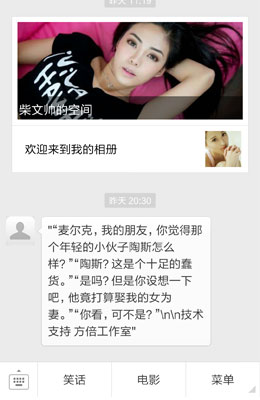 昨天 11:19
柴文帅的空间
欢迎来到我的相册
昨天 20:30
"“麦尔克，我的朋友，你觉得那
个年轻的小伙子陶斯怎么
样？”“陶斯？这是个十足的蠢
货。”“是吗？但是你设想一下
吧，他竟打算娶我的女为
妻。”“你看，可不是？”\n\n技术
支持 方倍工作室"
笑话
电影
菜单